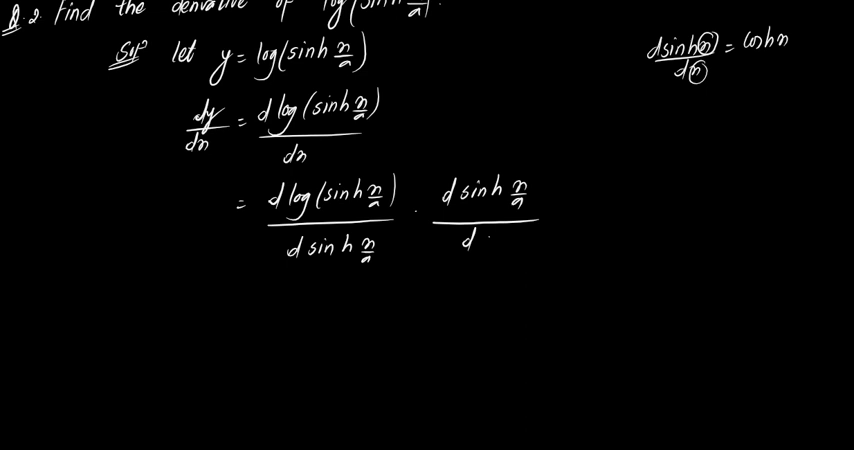 Q.2. Find the derivative of log(sinh x/a).
Solⁿ let y = log(sinh x/a)
d sinh(x)/d(x) = cosh x
dy/dx = d log(sinh x/a)/dx
= d log(sinh x/a)/d sinh x/a · d sinh x/a / d